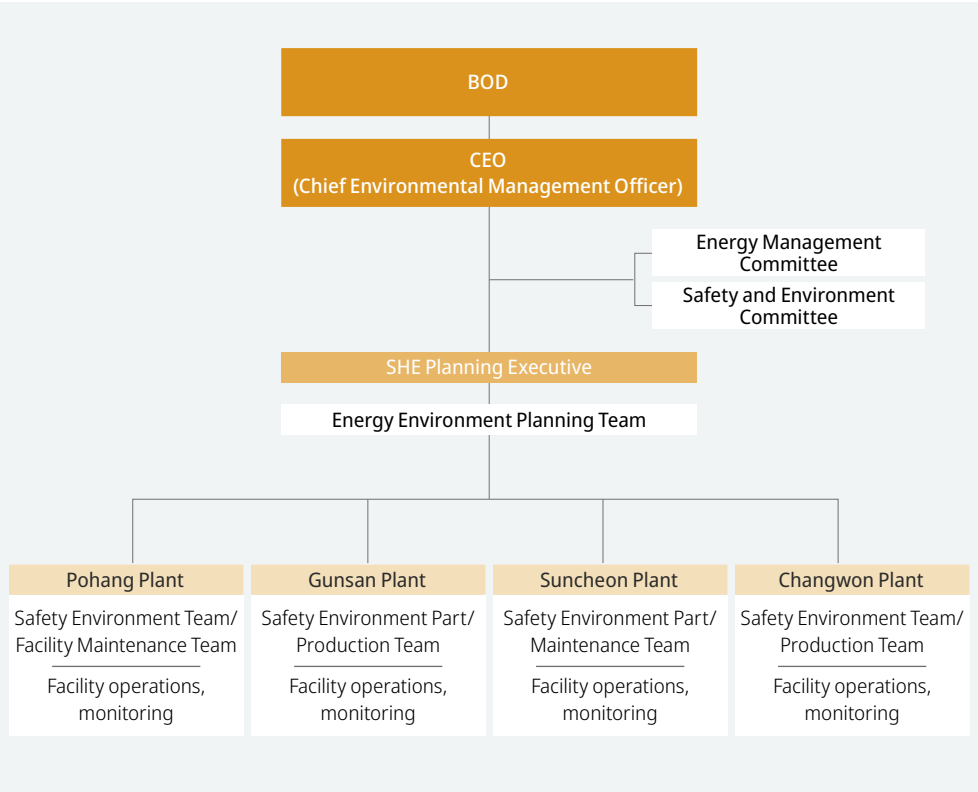 BOD
CEO
(Chief Environmental Management Officer)
Energy Management
Committee
Safety and Environment
Committee
SHE Planning Executive
Energy Environment Planning Team
Pohang Plant
Safety Environment Team/
Facility Maintenance Team
Facility operations,
monitoring
Gunsan Plant
Safety Environment Part/
Production Team
Facility operations,
monitoring
Suncheon Plant
Safety Environment Part/
Maintenance Team
Facility operations,
monitoring
Changwon Plant
Safety Environment Team/
Production Team
Facility operations,
monitoring